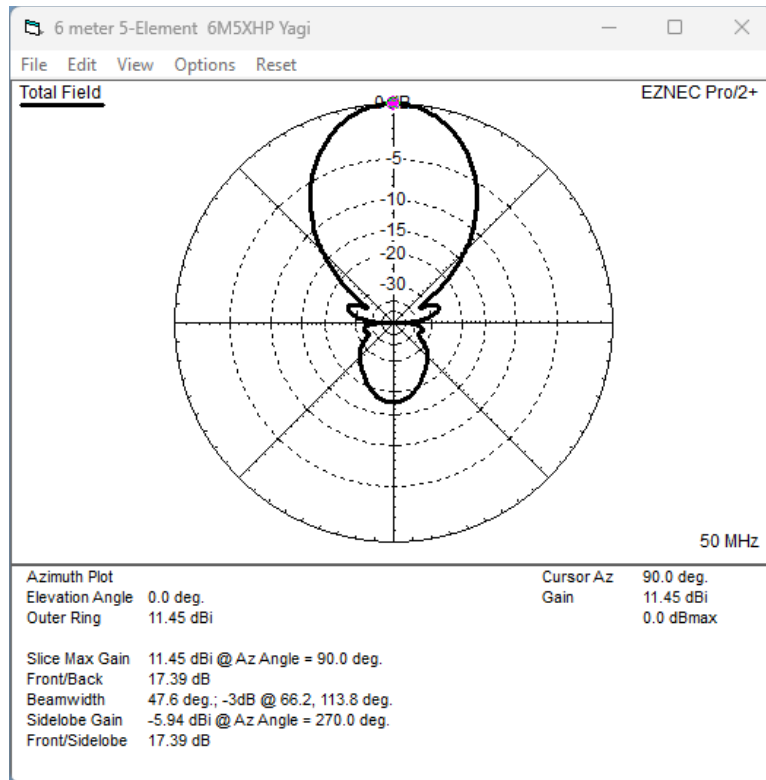 6 meter 5-Element  6M5XHP Yagi
File Edit View Options Reset
Total Field EZNEC Pro/2+
0 dB
-5
-10
-15
-20
-30
50 MHz
Azimuth Plot Cursor Az 90.0 deg.
Elevation Angle 0.0 deg. Gain 11.45 dBi
Outer Ring 11.45 dBi 0.0 dBmax
Slice Max Gain 11.45 dBi @ Az Angle = 90.0 deg.
Front/Back 17.39 dB
Beamwidth 47.6 deg.; -3dB @ 66.2, 113.8 deg.
Sidelobe Gain -5.94 dBi @ Az Angle = 270.0 deg.
Front/Sidelobe 17.39 dB